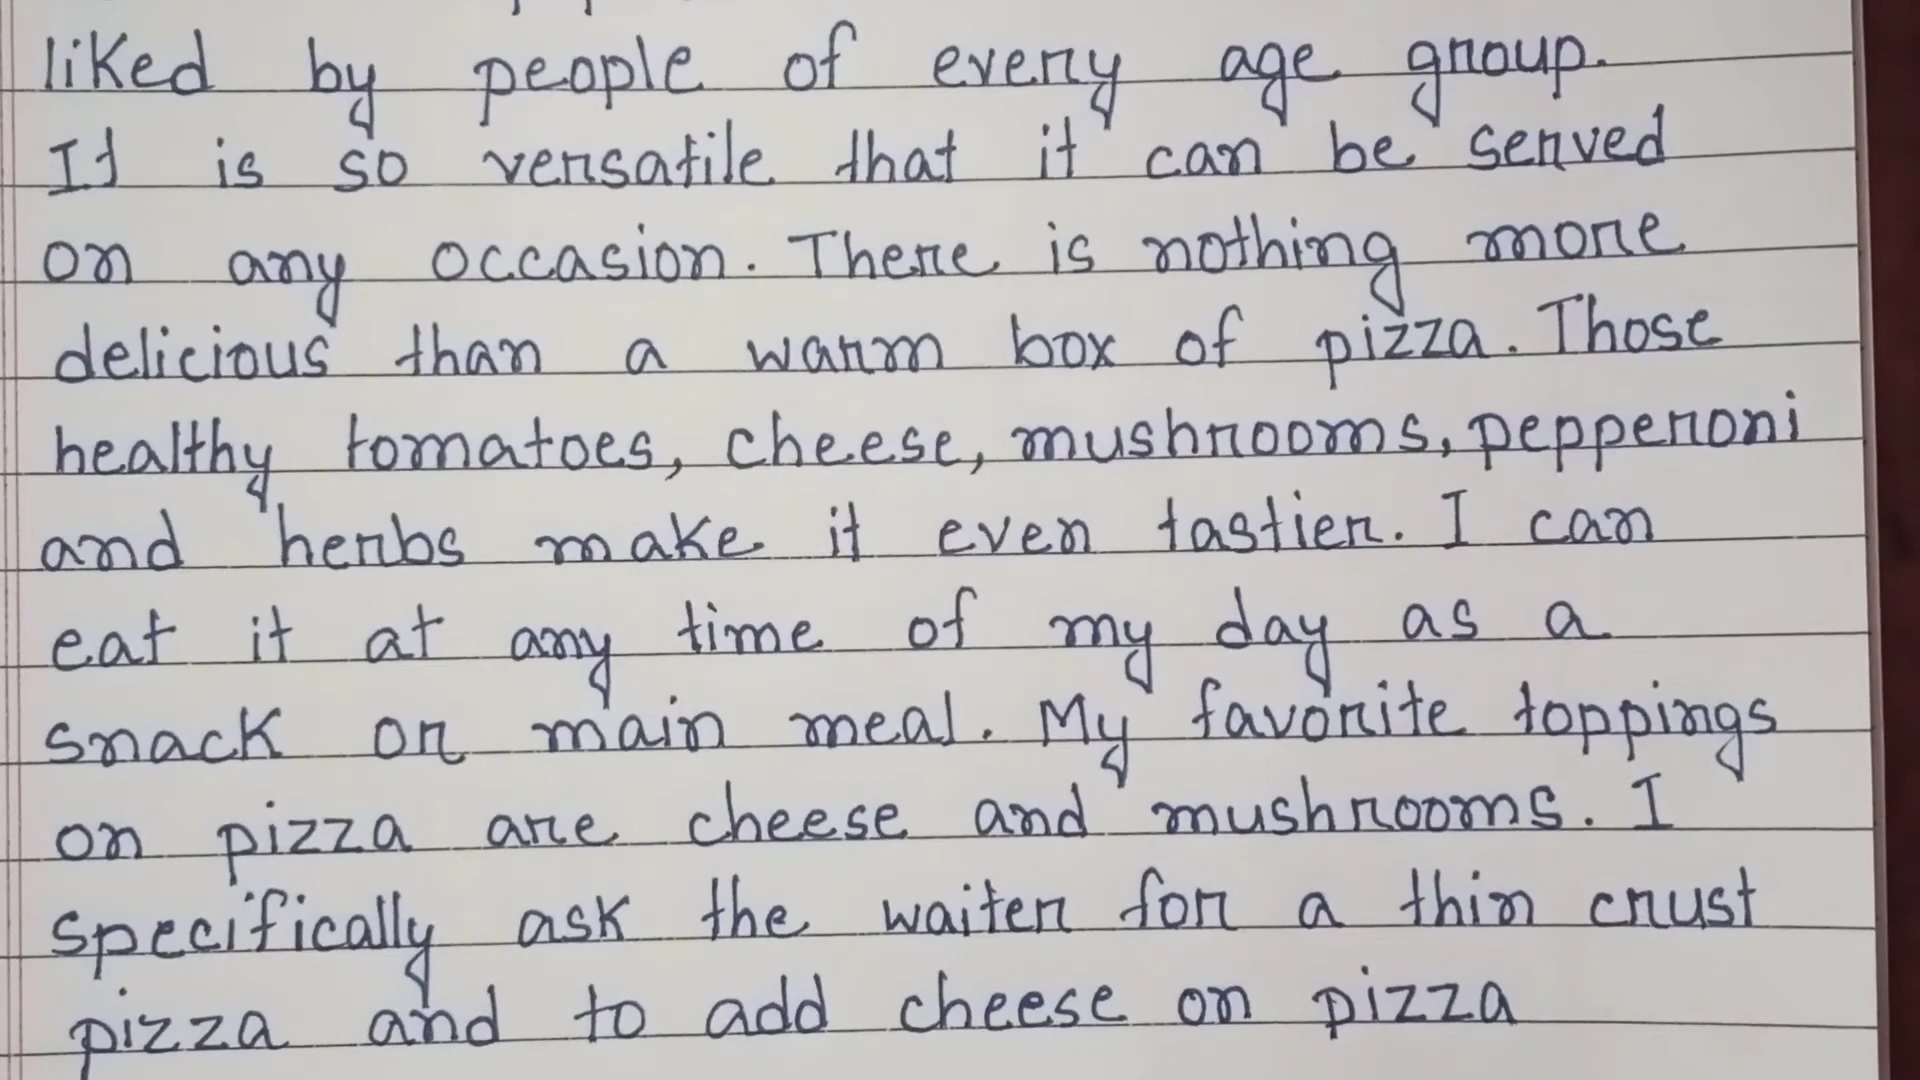 liked by people of every age group.
It is so versatile that it can be served
on any occasion. There is nothing more
delicious than a warm box of pizza. Those
healthy tomatoes, cheese, mushrooms, pepperoni
and herbs make it even tastier. I can
eat it at any time of my day as a
snack or main meal. My favorite toppings
on pizza are cheese and mushrooms. I
specifically ask the waiter for a thin crust
pizza and to add cheese on pizza